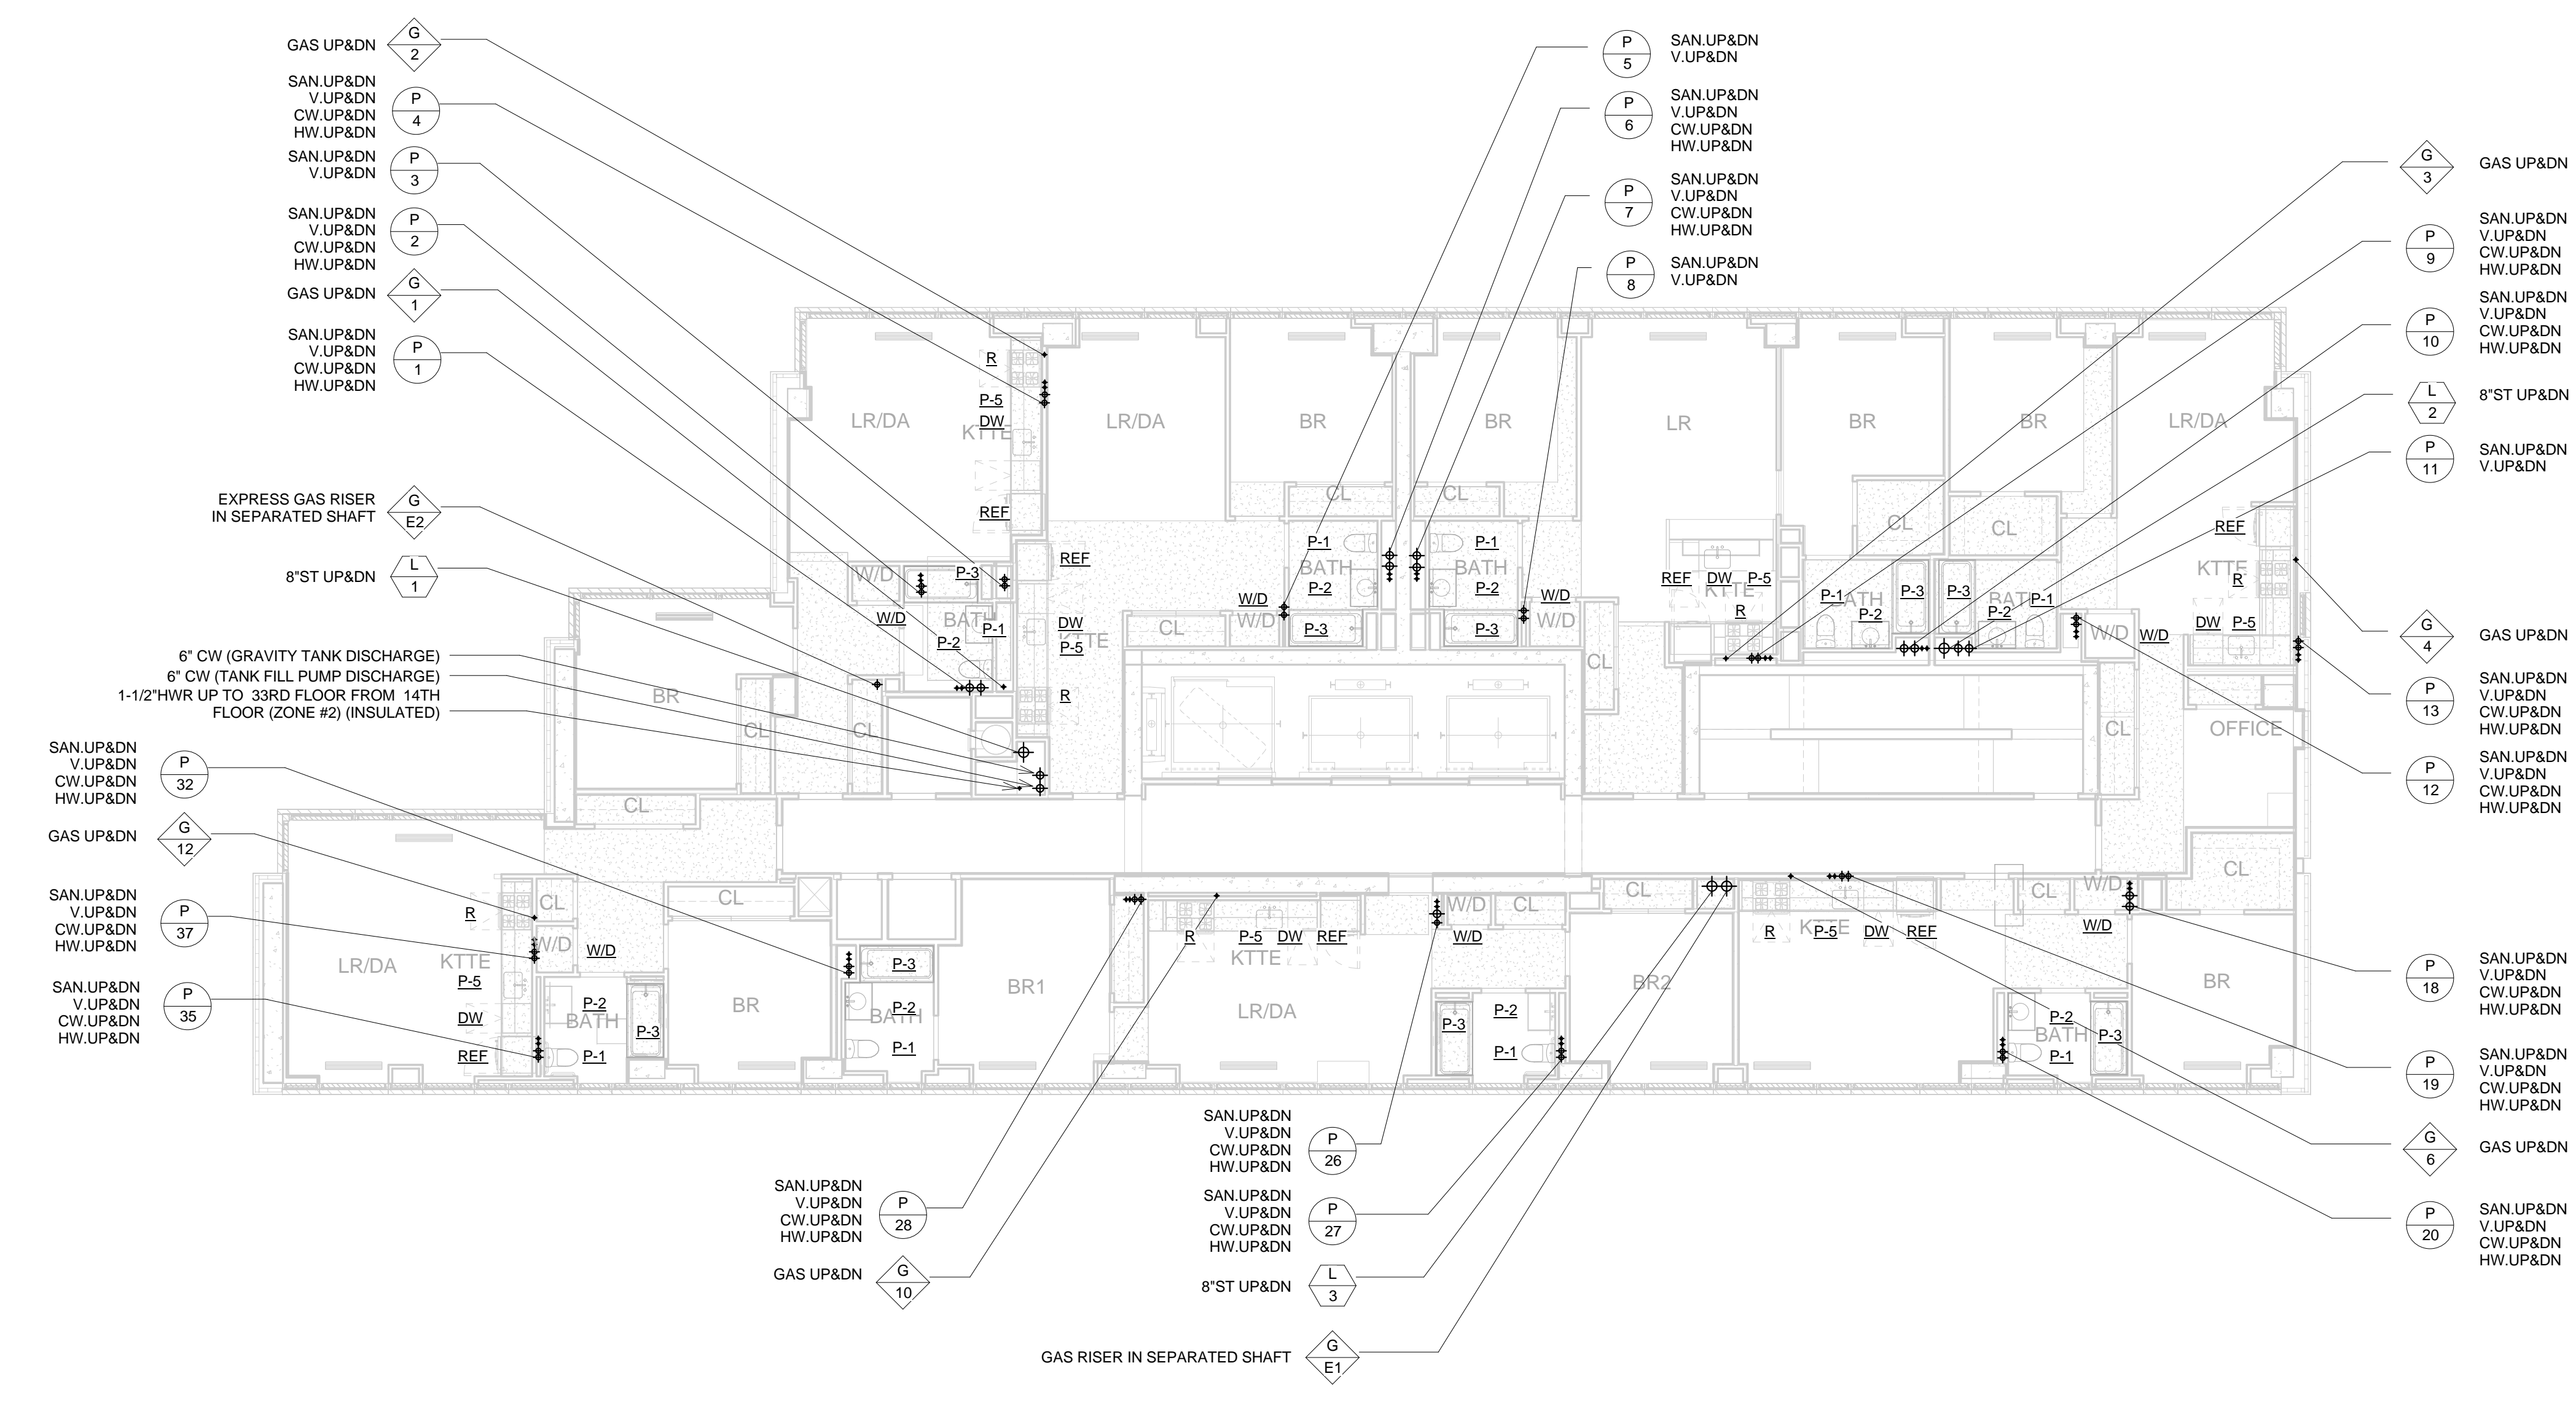 GAS UP&DN
G
2
SAN.UP&DN
V.UP&DN
CW.UP&DN
HW.UP&DN
P
4
SAN.UP&DN
V.UP&DN
P
3
SAN.UP&DN
V.UP&DN
CW.UP&DN
HW.UP&DN
P
2
GAS UP&DN
G
1
SAN.UP&DN
V.UP&DN
CW.UP&DN
HW.UP&DN
P
1
EXPRESS GAS RISER
IN SEPARATED SHAFT
G
E2
8"ST UP&DN
L
1
6" CW (GRAVITY TANK DISCHARGE)
6" CW (TANK FILL PUMP DISCHARGE)
1-1/2"HWR UP TO 33RD FLOOR FROM 14TH
FLOOR (ZONE #2) (INSULATED)
SAN.UP&DN
V.UP&DN
CW.UP&DN
HW.UP&DN
P
32
GAS UP&DN
G
12
SAN.UP&DN
V.UP&DN
CW.UP&DN
HW.UP&DN
P
37
SAN.UP&DN
V.UP&DN
CW.UP&DN
HW.UP&DN
P
35
P
5
SAN.UP&DN
V.UP&DN
P
6
SAN.UP&DN
V.UP&DN
CW.UP&DN
HW.UP&DN
P
7
SAN.UP&DN
V.UP&DN
CW.UP&DN
HW.UP&DN
P
8
SAN.UP&DN
V.UP&DN
G
3
GAS UP&DN
P
9
SAN.UP&DN
V.UP&DN
CW.UP&DN
HW.UP&DN
P
10
SAN.UP&DN
V.UP&DN
CW.UP&DN
HW.UP&DN
L
2
8"ST UP&DN
P
11
SAN.UP&DN
V.UP&DN
G
4
GAS UP&DN
P
13
SAN.UP&DN
V.UP&DN
CW.UP&DN
HW.UP&DN
P
12
SAN.UP&DN
V.UP&DN
CW.UP&DN
HW.UP&DN
P
18
SAN.UP&DN
V.UP&DN
CW.UP&DN
HW.UP&DN
P
19
SAN.UP&DN
V.UP&DN
CW.UP&DN
HW.UP&DN
G
6
GAS UP&DN
P
20
SAN.UP&DN
V.UP&DN
CW.UP&DN
HW.UP&DN
R
P-5
DW
LR/DA
KTTE
REF
LR/DA
BR
BR
LR
BR
BR
LR/DA
CL
CL
CL
CL
REF
KTTE
R
DW P-5
W/D
P-3
W/D
BATH
P-1
P-2
REF
DW
KTTE
P-5
R
P-1
BATH
P-2
W/D
W/D
P-3
CL
P-1
BATH
P-2
W/D
W/D
P-3
REF DW P-5
KTTE
R
P-1
BATH
P-2
P-3
P-3
BATH
P-1
P-2
W/D
W/D
CL
CL
OFFICE
CL
BR
CL
CL
CL
CL
CL
LR/DA
R
KTTE
P-5
DW
REF
W/D
W/D
CL
P-2
BATH
P-3
P-1
BR
P-3
P-2
BATH
P-1
BR1
R P-5 DW REF
KTTE
LR/DA
W/D
CL
W/D
P-3
P-2
P-1
CL
BR2
R P-5 DW REF
KTTE
CL
W/D
W/D
P-2
BATH
P-3
P-1
BR
SAN.UP&DN
V.UP&DN
CW.UP&DN
HW.UP&DN
P
28
GAS UP&DN
G
10
SAN.UP&DN
V.UP&DN
CW.UP&DN
HW.UP&DN
P
26
SAN.UP&DN
V.UP&DN
CW.UP&DN
HW.UP&DN
P
27
8"ST UP&DN
L
3
GAS RISER IN SEPARATED SHAFT
G
E1